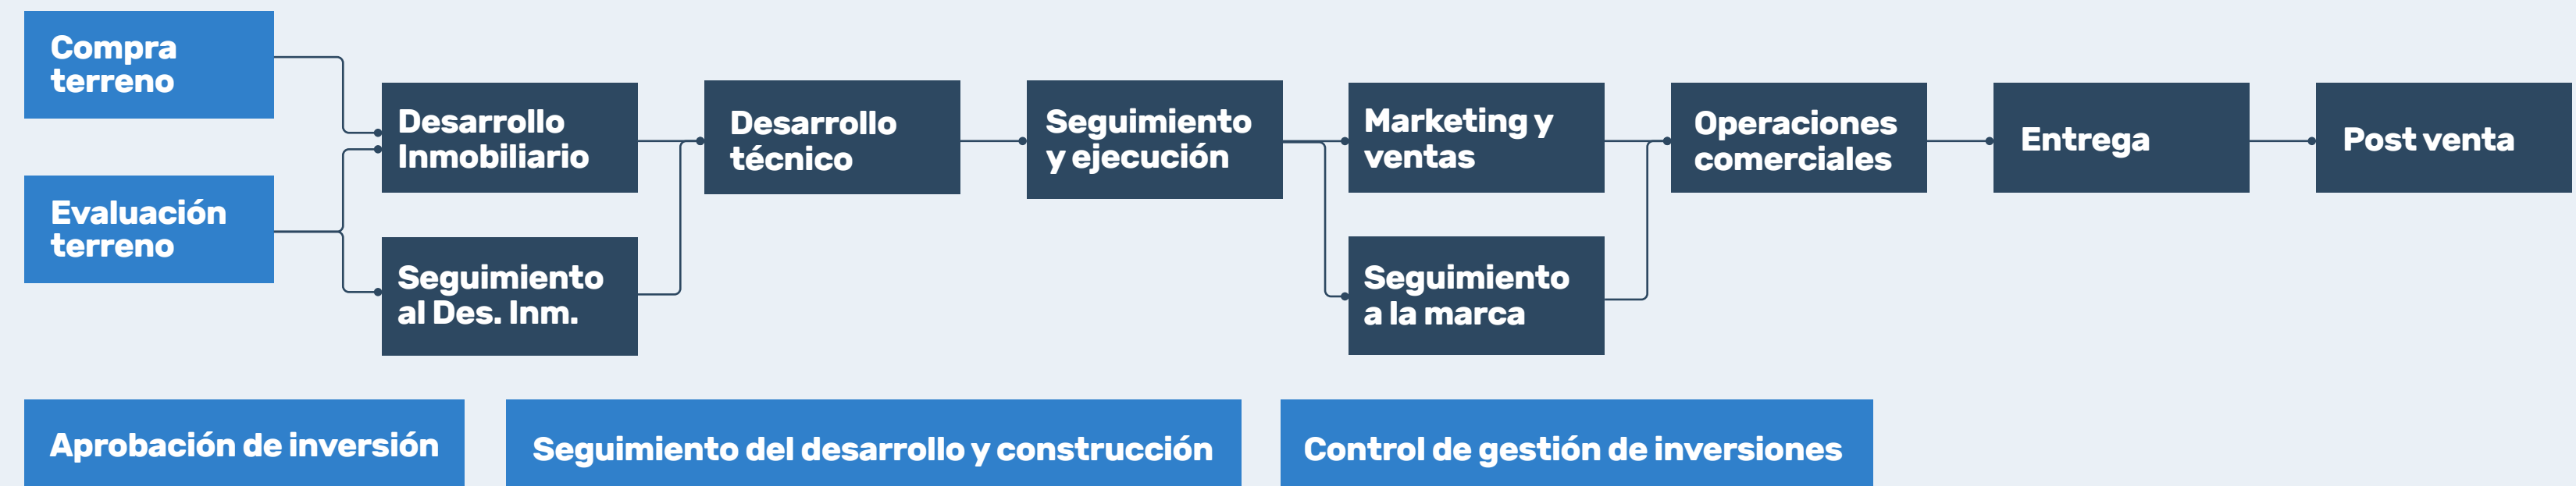 Compra
terreno
Evaluación
terreno
Desarrollo
Inmobiliario
Seguimiento
al Des. Inm.
Desarrollo
técnico
Seguimiento
y ejecución
Marketing y
ventas
Seguimiento
a la marca
Operaciones
comerciales
Entrega
Post venta
Aprobación de inversión
Seguimiento del desarrollo y construcción
Control de gestión de inversiones